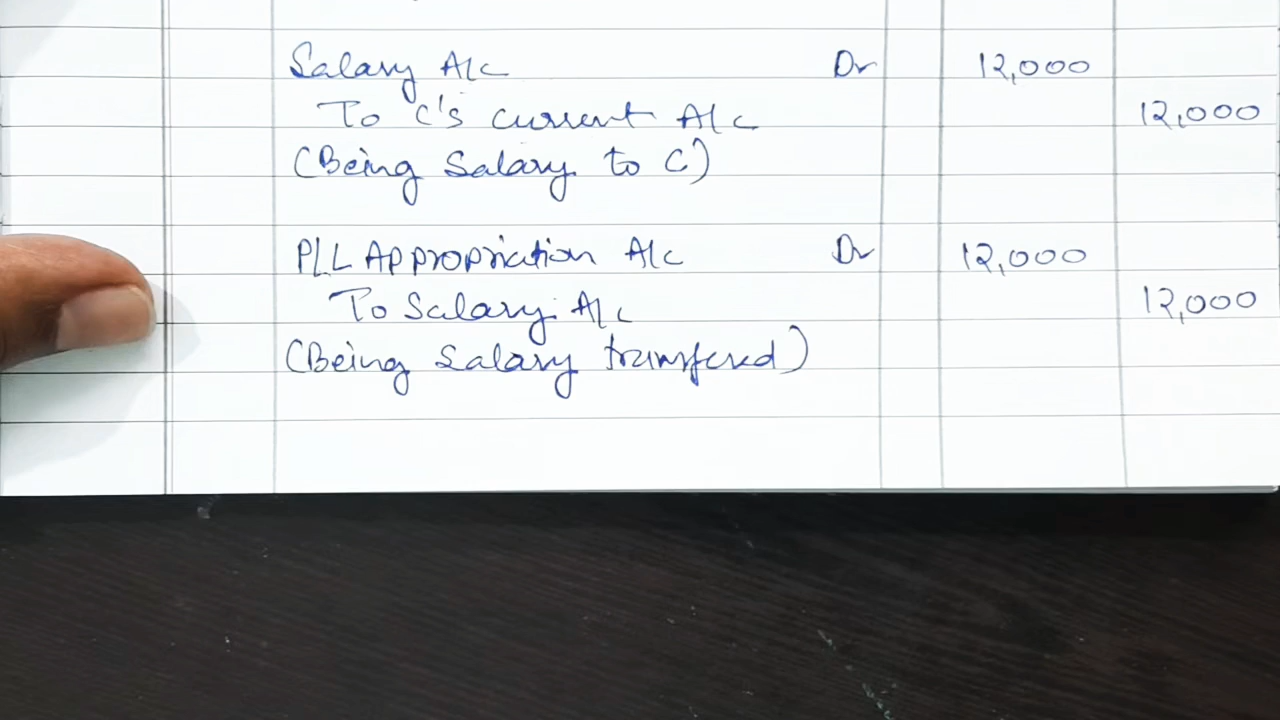 Salary A/c Dr 12,000
To C's current A/c 12,000
(Being Salary to C)
P/L Appropriation A/c Dr 12,000
To Salary A/c 12,000
(Being Salary transfered)